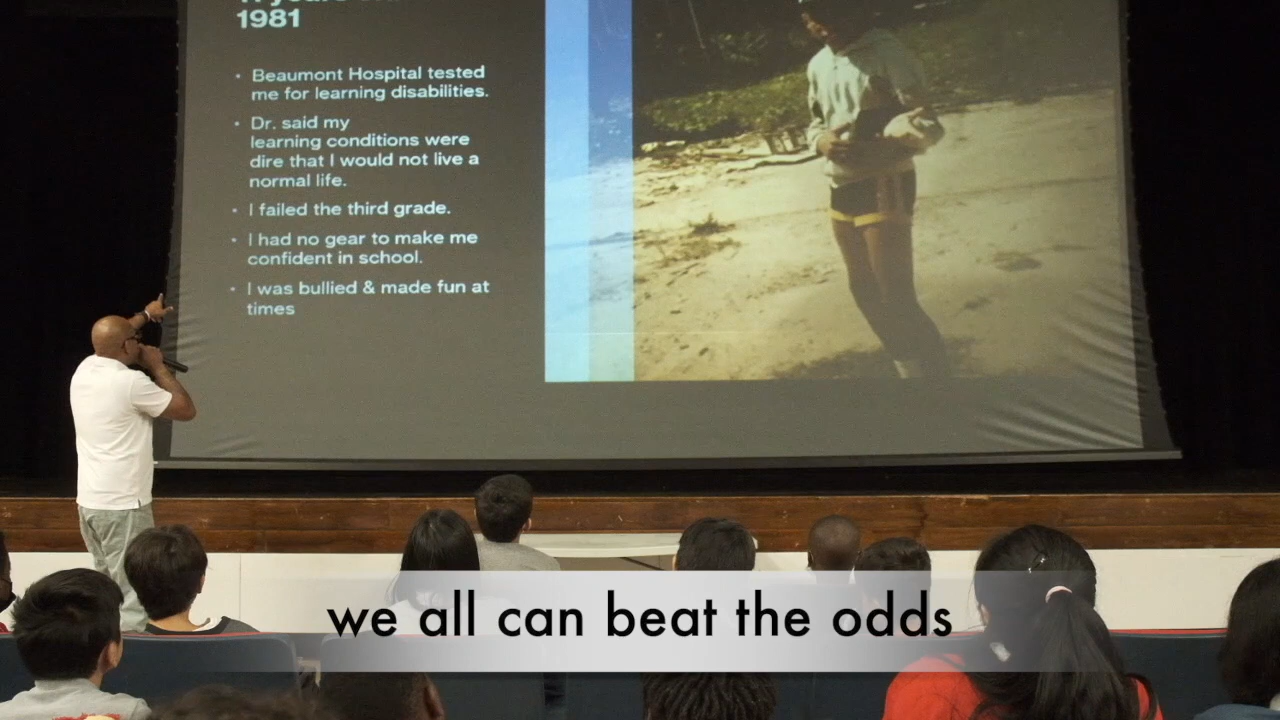 1981
• Beaumont Hospital tested
me for learning disabilities.
• Dr. said my
learning conditions were
dire that I would not live a
normal life.
• I failed the third grade.
• I had no gear to make me
confident in school.
• I was bullied & made fun at
times
we all can beat the odds